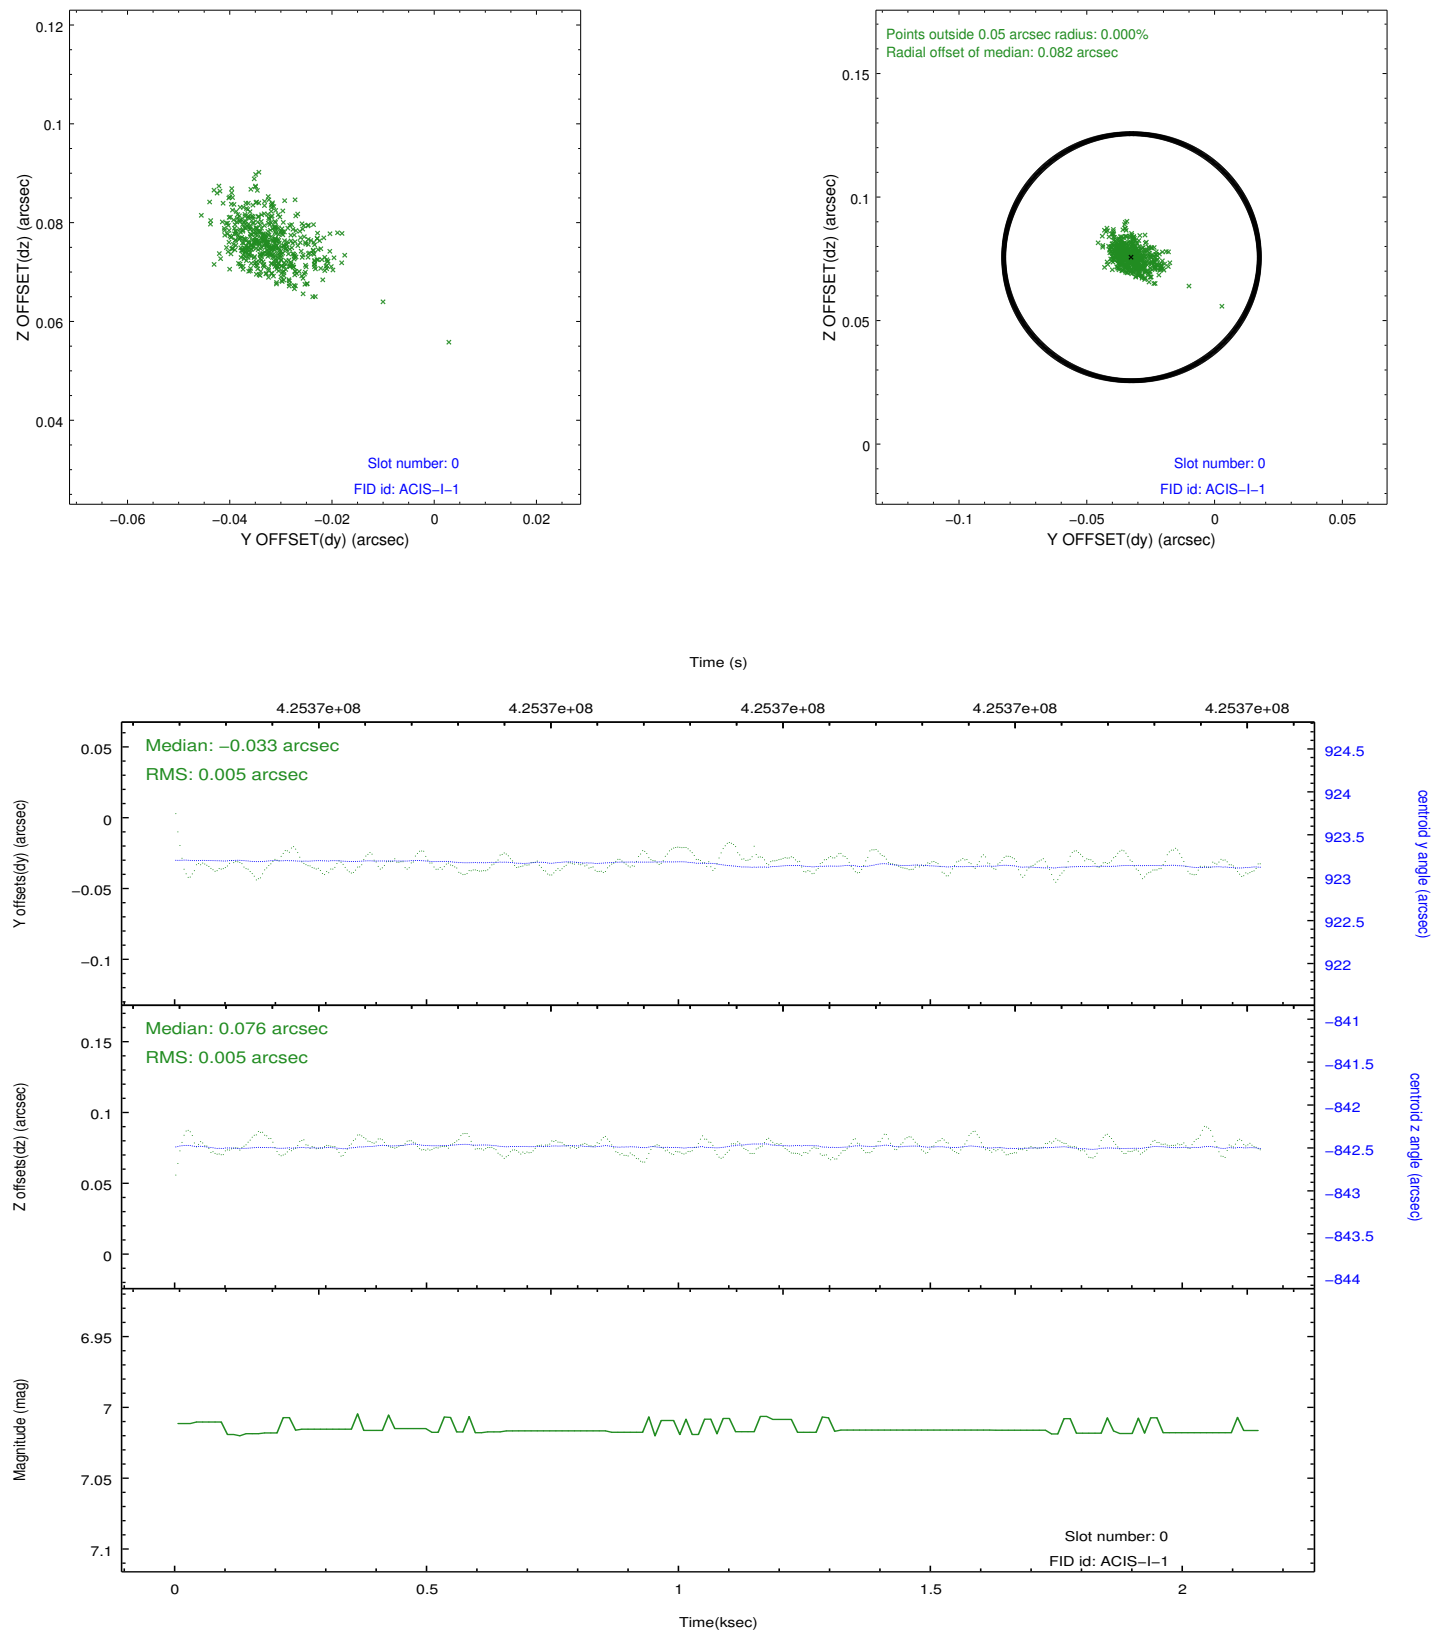 0.12
0.1
0.08
0.06
0.04
Z OFFSET(dz) (arcsec)
Slot number: 0
FID id: ACIS−I−1
−0.06
−0.04
−0.02
0
0.02
Y OFFSET(dy) (arcsec)
Points outside 0.05 arcsec radius: 0.000%
Radial offset of median: 0.082 arcsec
0.15
0.1
0.05
0
Z OFFSET(dz) (arcsec)
Slot number: 0
FID id: ACIS−I−1
−0.1
−0.05
0
0.05
Y OFFSET(dy) (arcsec)
Time (s)
4.2537e+08
4.2537e+08
4.2537e+08
4.2537e+08
4.2537e+08
Median: −0.033 arcsec
RMS: 0.005 arcsec
0.05
0
−0.05
−0.1
Y offsets(dy) (arcsec)
924.5
924
923.5
923
922.5
922
centroid y angle (arcsec)
Median: 0.076 arcsec
RMS: 0.005 arcsec
0.15
0.1
0.05
0
Z offsets(dz) (arcsec)
−841
−841.5
−842
−842.5
−843
−843.5
−844
centroid z angle (arcsec)
6.95
7
7.05
7.1
Magnitude (mag)
Slot number: 0
FID id: ACIS−I−1
0
0.5
1
1.5
2
Time(ksec)